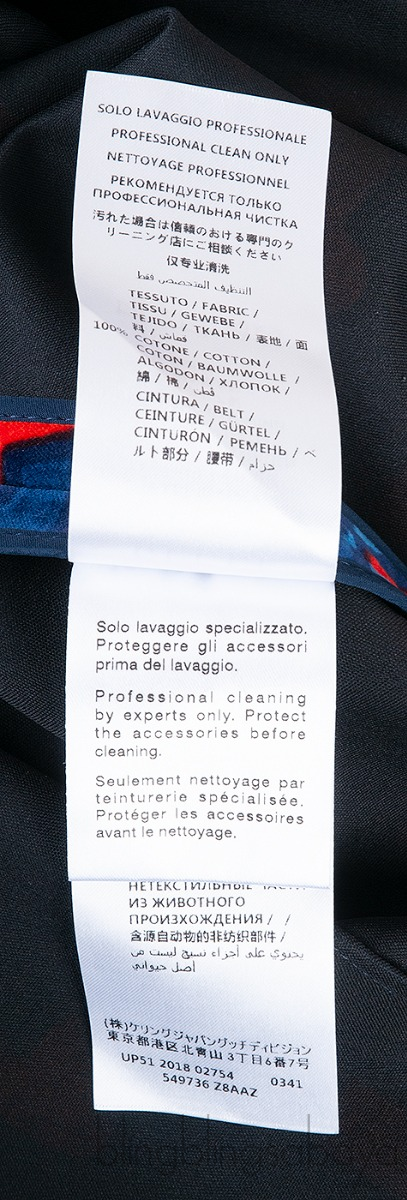 SOLO LAVAGGIO PROFESSIONALE
PROFESSIONAL CLEAN ONLY
NETTOYAGE PROFESSIONNEL
РЕКОМЕНДУЕТСЯ ТОЛЬКО
ПРОФЕССИОНАЛЬНАЯ ЧИСТКА
汚れた場合は信頼のおける専門のク
リーニング店にご相談ください
仅专业清洗
التنظيف المتخصص فقط
TESSUTO / FABRIC /
TISSU / GEWEBE /
TEJIDO / ТКАНЬ / 表地 / 面
料 / قماش /
100% COTONE / COTTON /
COTON / BAUMWOLLE /
ALGODON / ХЛОПОК /
綿 / 棉 / قطن /
CINTURA / BELT /
CEINTURE / GÜRTEL /
CINTURÓN / РЕМЕНЬ / ベ
ルト部分 / 腰带 / حزام
Solo lavaggio specializzato.
Proteggere gli accessori
prima del lavaggio.
Professional cleaning
by experts only. Protect
the accessories before
cleaning.
Seulement nettoyage par
teinturerie spécialisée.
Protéger les accessoires
avant le nettoyage.
НЕТЕКСТИЛЬНЫЕ
ИЗ ЖИВОТНОГО
ПРОИЗХОЖДЕНИЯ / /
含源自动物的非纺织部件 /
يحتوي على أجزاء نسيج ليست من
أصل حيواني
(株)ケリングジャパングッチディビジョン
東京都港区北青山3丁目6番7号
UP51 2018 02754 0341
549736 Z8AAZ
blingblingsabaya